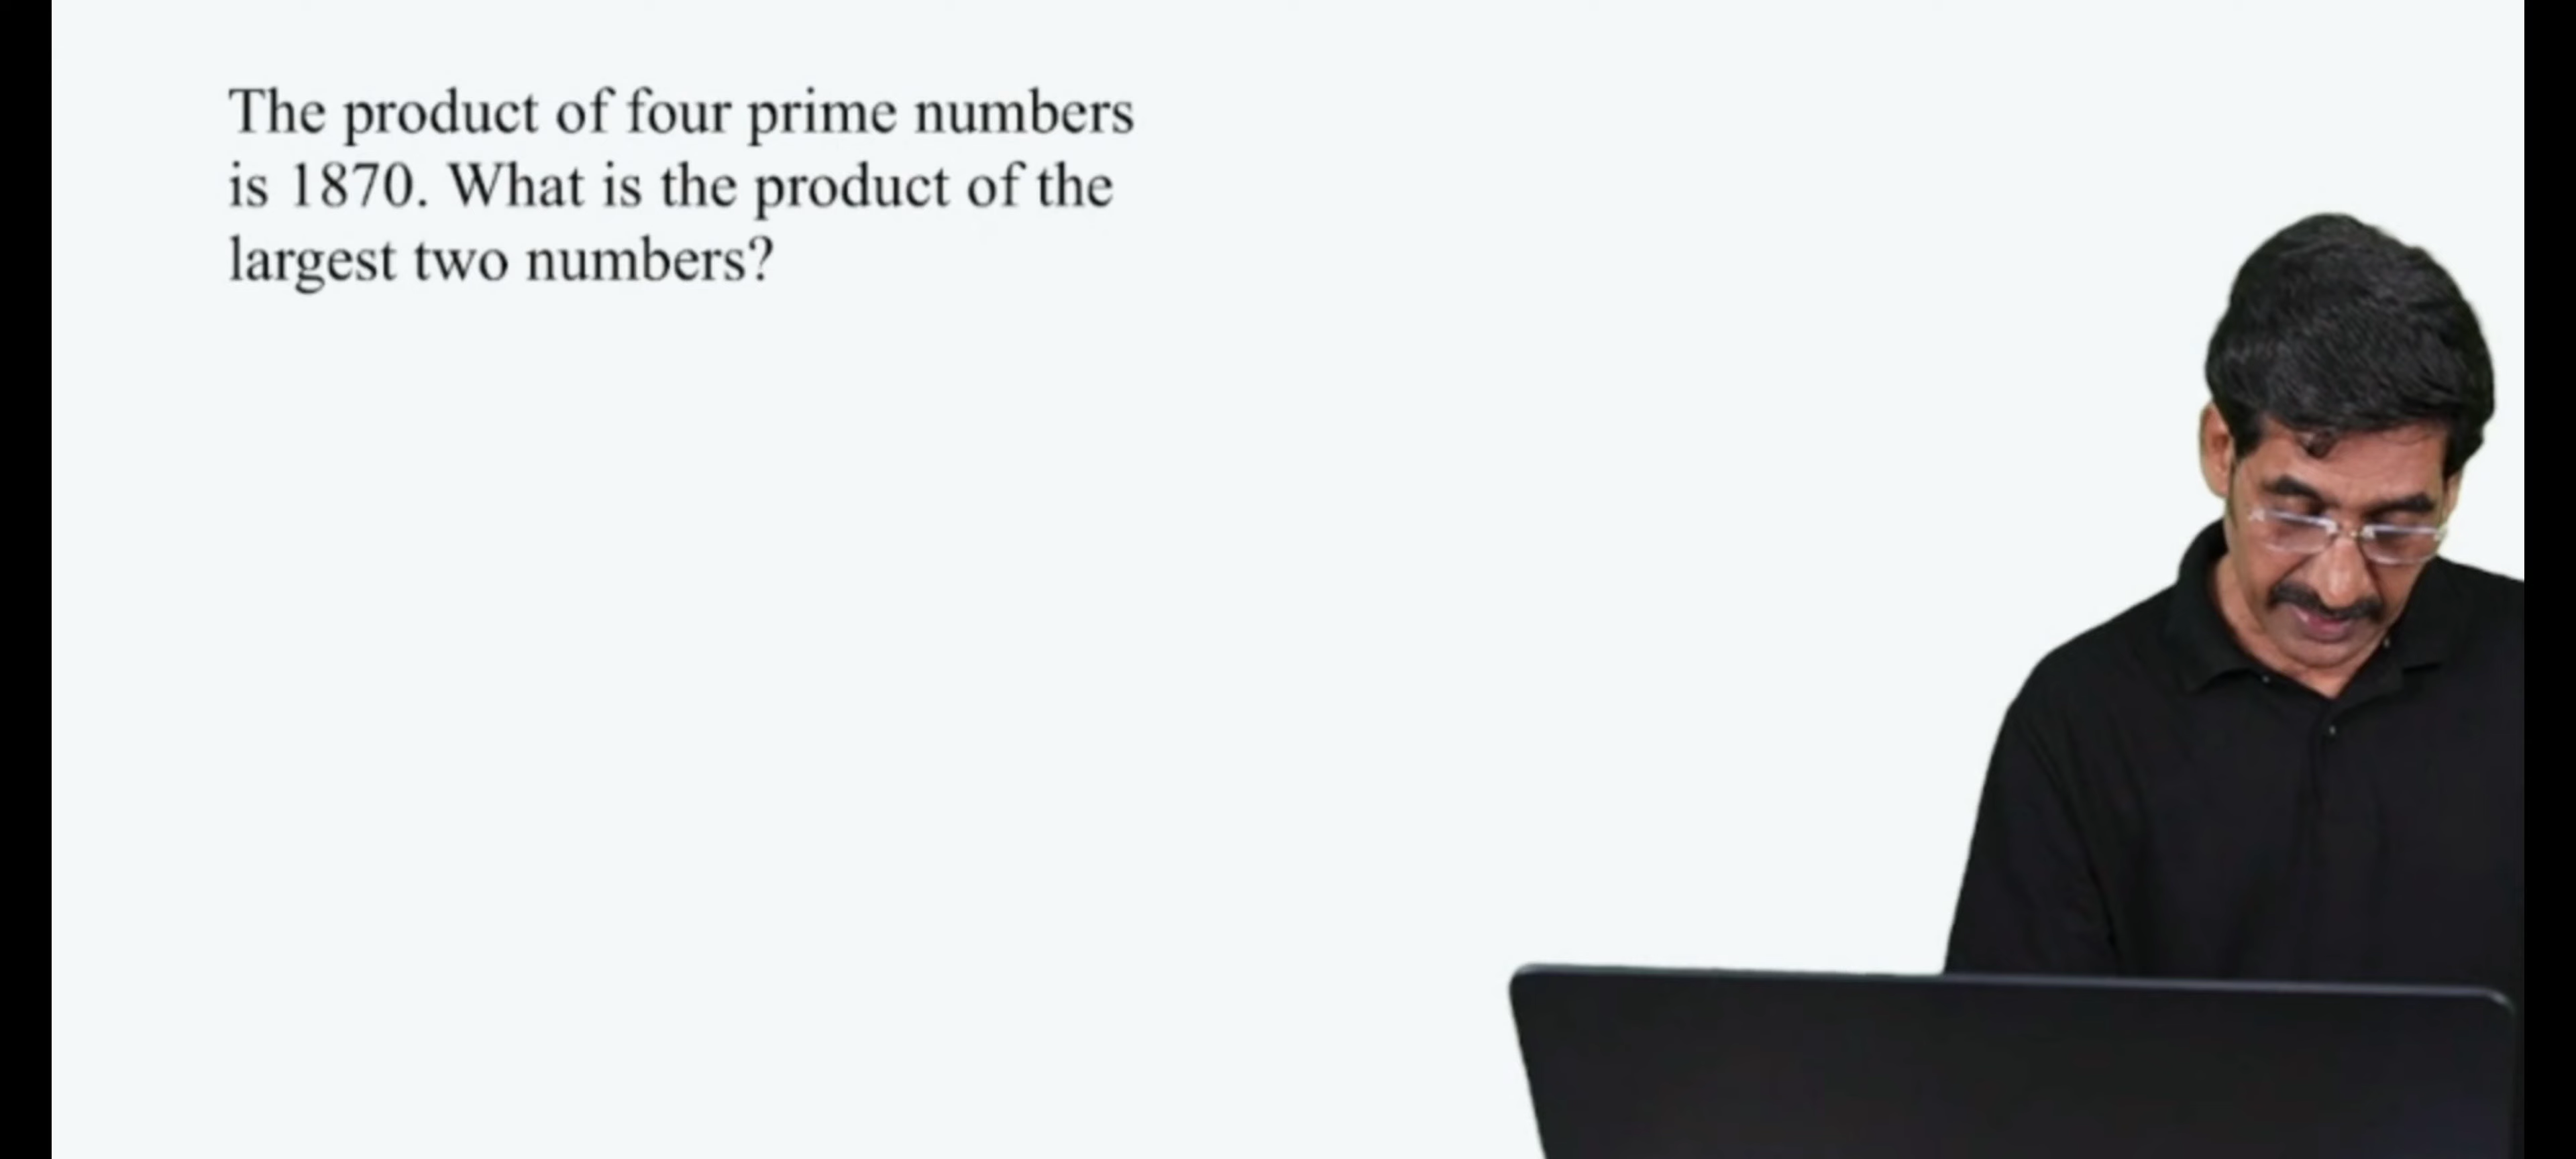 The product of four prime numbers
is 1870. What is the product of the
largest two numbers?